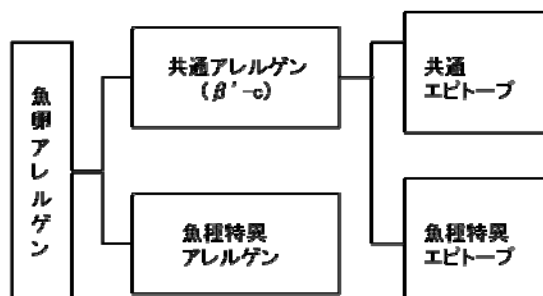 魚卵アレルゲン
共通アレルゲン
(β'-c)
魚種特異
アレルゲン
共通
エピトープ
魚種特異
エピトープ